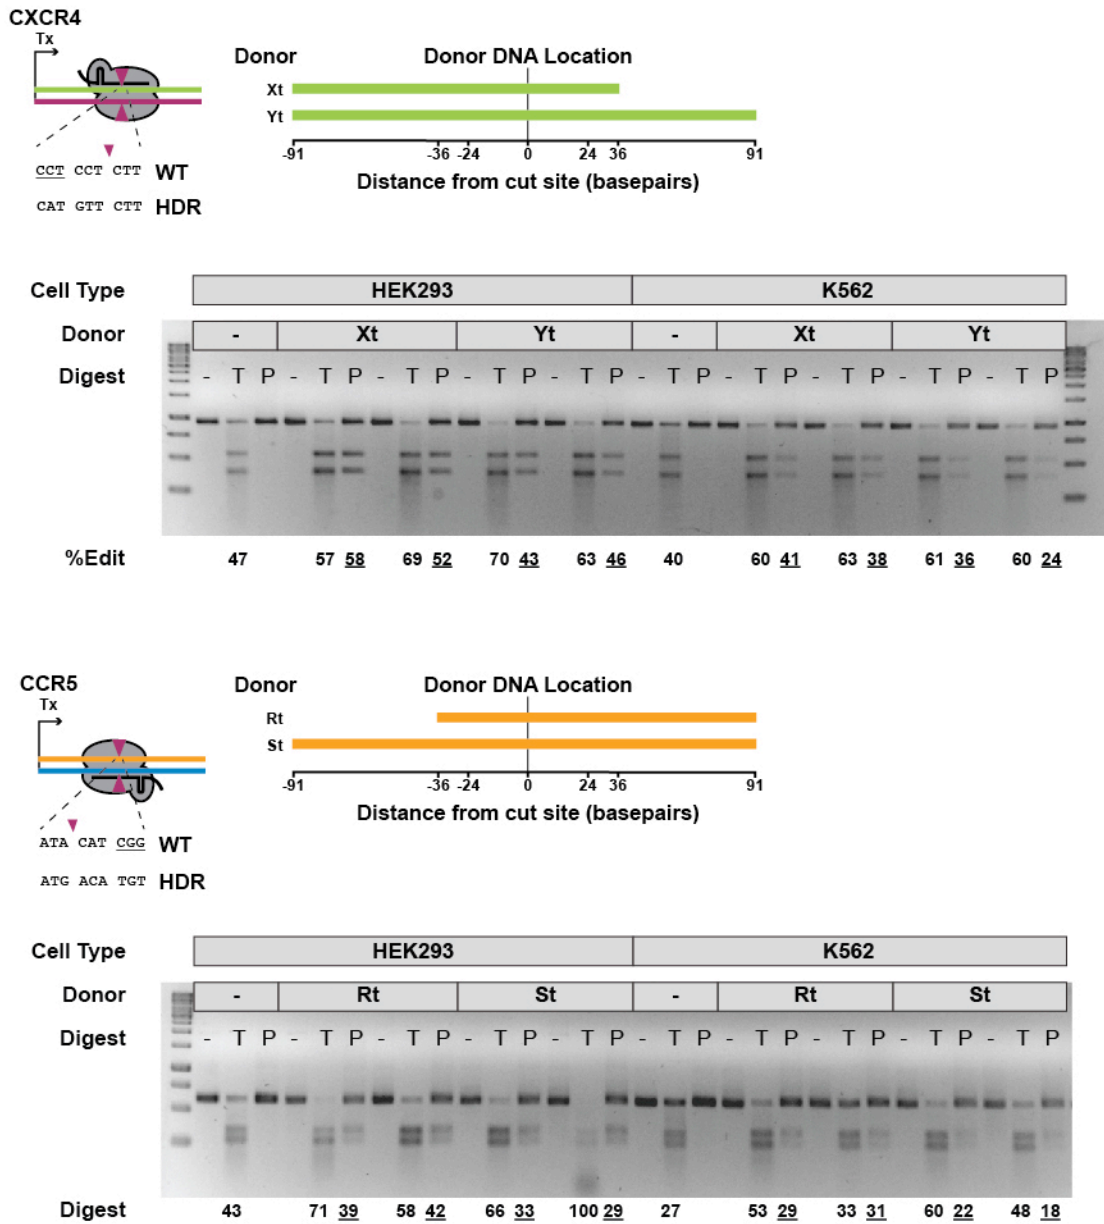 CXCR4
Tx
CCT CCT CTT WT
CAT GTT CTT HDR
Donor Donor DNA Location
Xt
Yt
-91 -36 -24 0 24 36 91
Distance from cut site (basepairs)
Cell Type HEK293 K562
Donor - Xt Yt - Xt Yt
Digest - T P - T P - T P - T P - T P - T P - T P - T P - T P - T P
%Edit 47 57 58 69 52 70 43 63 46 40 60 41 63 38 61 36 60 24
CCR5
Tx
ATA CAT CGG WT
ATG ACA TGT HDR
Donor Donor DNA Location
Rt
St
-91 -36 -24 0 24 36 91
Distance from cut site (basepairs)
Cell Type HEK293 K562
Donor - Rt St - Rt St
Digest - T P - T P - T P - T P - T P - T P - T P - T P - T P - T P
Digest 43 71 39 58 42 66 33 100 29 27 53 29 33 31 60 22 48 18